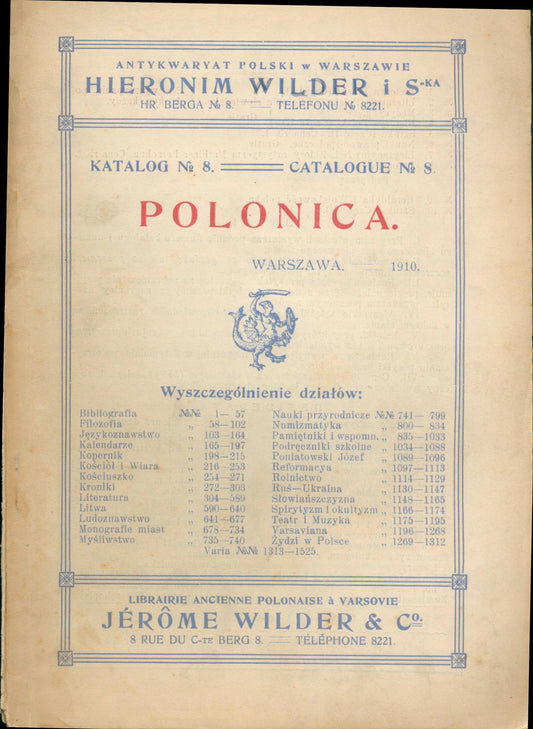 ANTYKWARYAT POLSKI w WARSZAWIE
HIERONIM WILDER i S-KA
HR BERGA № 8. TELEFONU № 8221.
KATALOG № 8. CATALOGUE № 8.
POLONICA.
WARSZAWA. 1910.
Wyszczególnienie działów:
Bibliografia №№ 1— 57
Filozofia „ 58—102
Językoznawstwo „ 103—164
Kalendarze „ 165—197
Kopernik „ 198—215
Kościół i Wiara „ 216—253
Kościuszko „ 254—271
Kroniki „ 272—303
Literatura „ 304—589
Litwa „ 590—640
Ludoznawstwo „ 641—677
Monografie miast „ 678—734
Myślistwo „ 735—740
Nauki przyrodnicze №№ 741— 799
Numizmatyka „ 800— 834
Pamiętniki i wspomn. „ 835—1033
Podręczniki szkolne „ 1034—1088
Poniatowski Józef „ 1089—1096
Reformacya „ 1097—1113
Rolnictwo „ 1114—1129
Ruś—Ukraina „ 1130—1147
Słowiańszczyzna „ 1148—1165
Spirytyzm i okultyzm „ 1166—1174
Teatr i Muzyka „ 1175—1195
Varsaviana „ 1196—1268
Żydzi w Polsce „ 1269—1312
Varia №№ 1313—1525.
LIBRAIRIE ANCIENNE POLONAISE à VARSOVIE
JÉRÔME WILDER & Co.
8 RUE DU C-TE BERG 8. TÉLÉPHONE 8221.